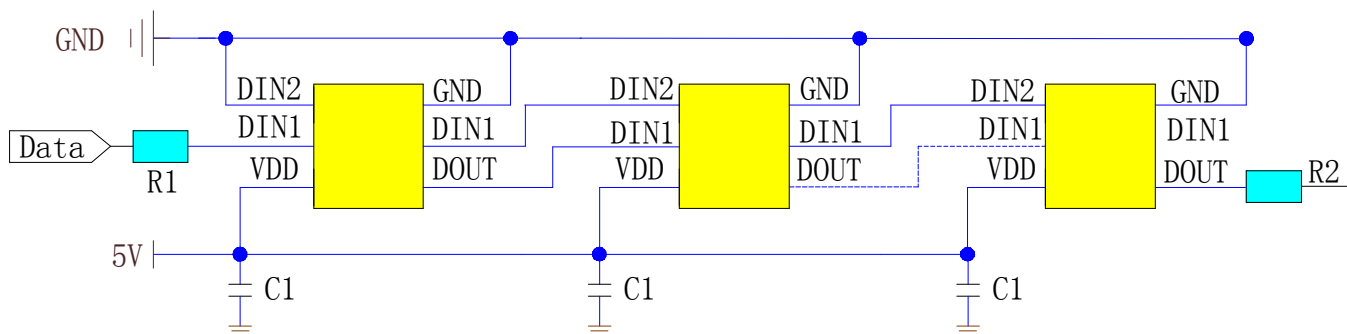 GND
DIN2 GND DIN2 GND DIN2 GND
Data DIN1 DIN1 DIN1 DIN1 DIN1 DIN1
R1 VDD DOUT VDD DOUT VDD DOUT R2
5V
C1 C1 C1